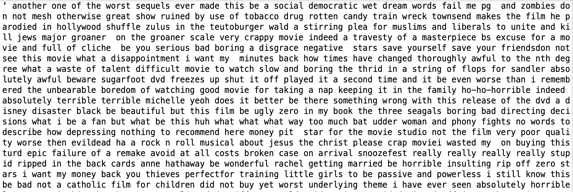 ' another one of the worst sequels ever made this be a social democratic wet dream words fail me pg  and zombies do
n not mesh otherwise great show ruined by use of tobacco drug rotten candy train wreck townsend makes the film he p
arodied in hollywood shuffle zulus in the teutoburger wald a stirring plea for muslims and liberals to unite and ki
ll jews major groaner  on the groaner scale very crappy movie indeed a travesty of a masterpiece bs excuse for a mo
vie and full of cliche  be you serious bad boring a disgrace negative  stars save yourself save your friendsdon not
see this movie what a disappointment i want my  minutes back how times have changed thoroughly awful to the nth deg
ree what a waste of talent difficult movie to watch slow and boring the thrid in a string of flops for sandler abso
lutely awful beware sugarfoot dvd freezes up shut it off played it a second time and it be even worse than i rememb
ered the unbearable boredom of watching good movie for taking a nap keeping it in the family ho-ho-horrible indeed
absolutely terrible terrible michelle yeoh does it better be there something wrong with this release of the dvd a d
isney disaster black be beautiful but this film be ugly zero in my book the three seagals boring bad directing deci
sions what i be a fan but what be this huh what what what way too much bat udder woman and phony fights no words to
describe how depressing nothing to recommend here money pit  star for the movie studio not the film very poor quali
ty worse then evildead ha a rock n roll musical about jesus the christ please crap moviei wasted my  on buying this
turd epic failure of a remake avoid at all costs broken case on arrival snoozefest really really really really stup
id ripped in the back cards anne hathaway be wonderful rachel getting married be horrible insulting rip off zero st
ars i want my money back you thieves perfectfor training little girls to be passive and powerless i still know this
be bad not a catholic film for children did not buy yet worst underlying theme i have ever seen absolutely horrible